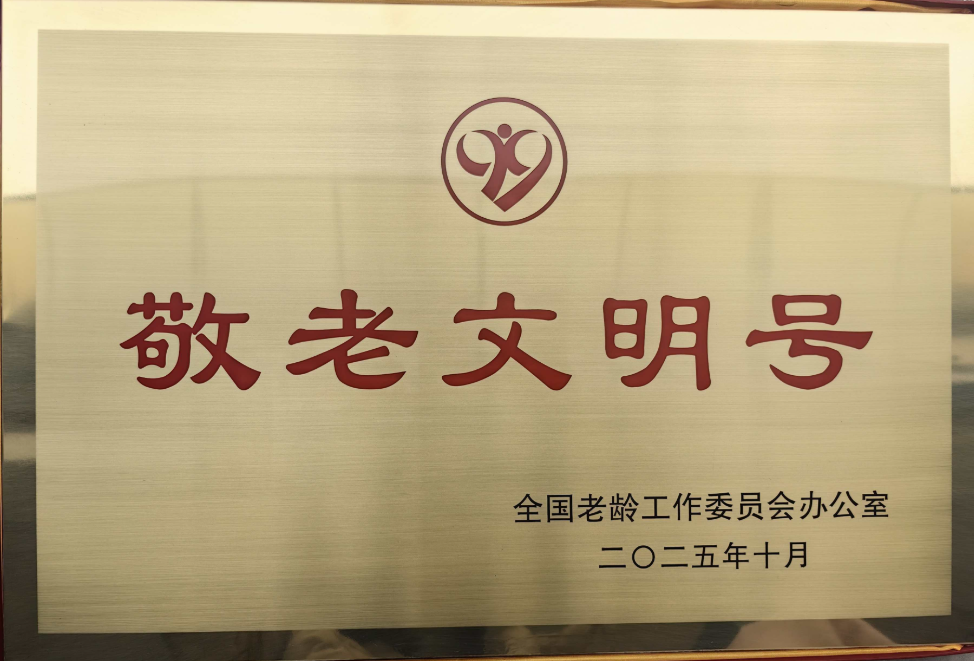 敬老文明号
全国老龄工作委员会办公室
二〇二五年十月